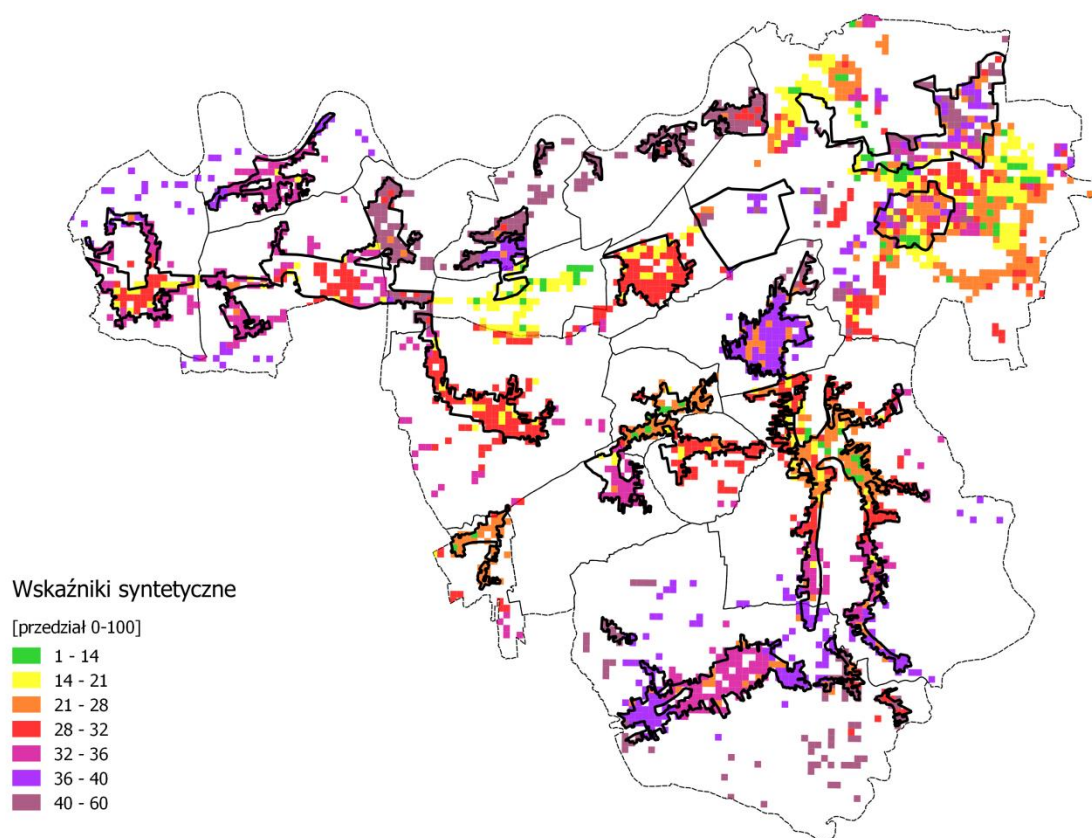 Wskaźniki syntetyczne
[przedział 0-100]
1 - 14
14 - 21
21 - 28
28 - 32
32 - 36
36 - 40
40 - 60